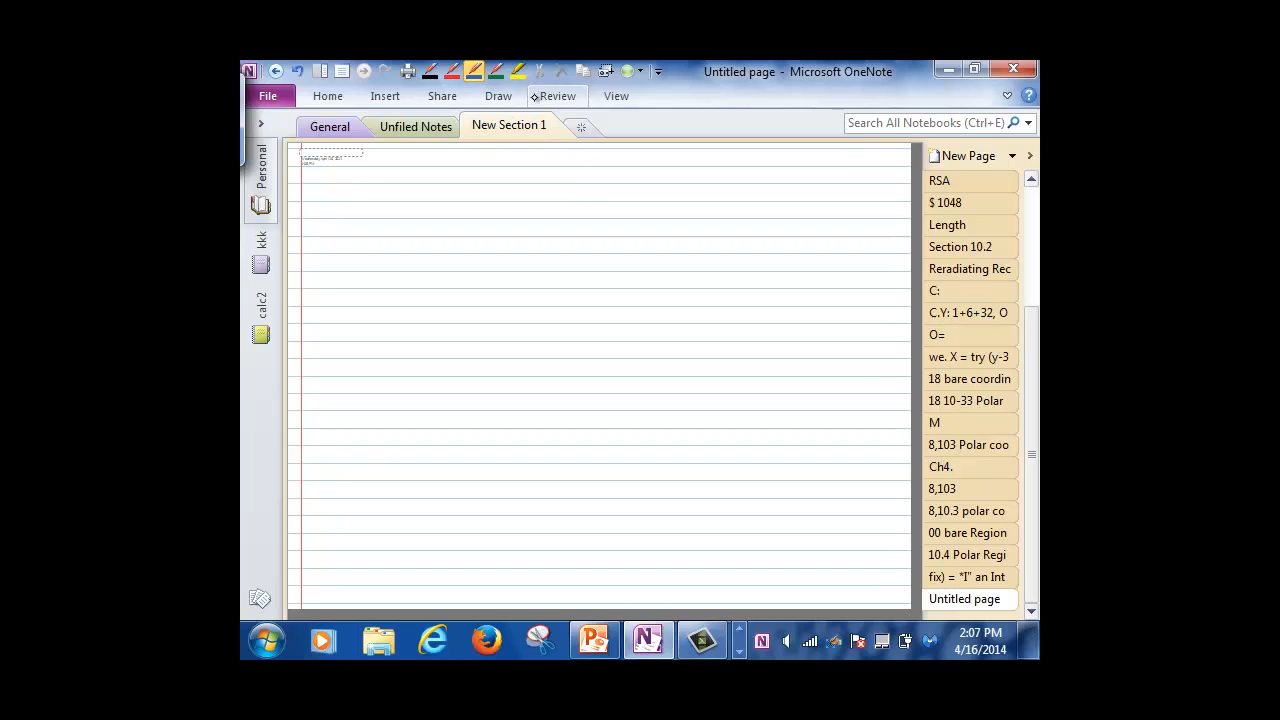 Untitled page - Microsoft OneNote
File Home Insert Share Draw Review View
General Unfiled Notes New Section 1
Search All Notebooks (Ctrl+E)
New Page
Personal
kkk
calc2
RSA
$ 1048
Length
Section 10.2
Reradiating Rec
C:
C.Y: 1+6+32, O
O=
we. X = try (y-3
18 bare coordin
18 10-33 Polar
M
8,103 Polar coo
Ch4.
8,103
8,10.3 polar co
00 bare Region
10.4 Polar Regi
fix) = *I" an Int
Untitled page
2:07 PM
4/16/2014